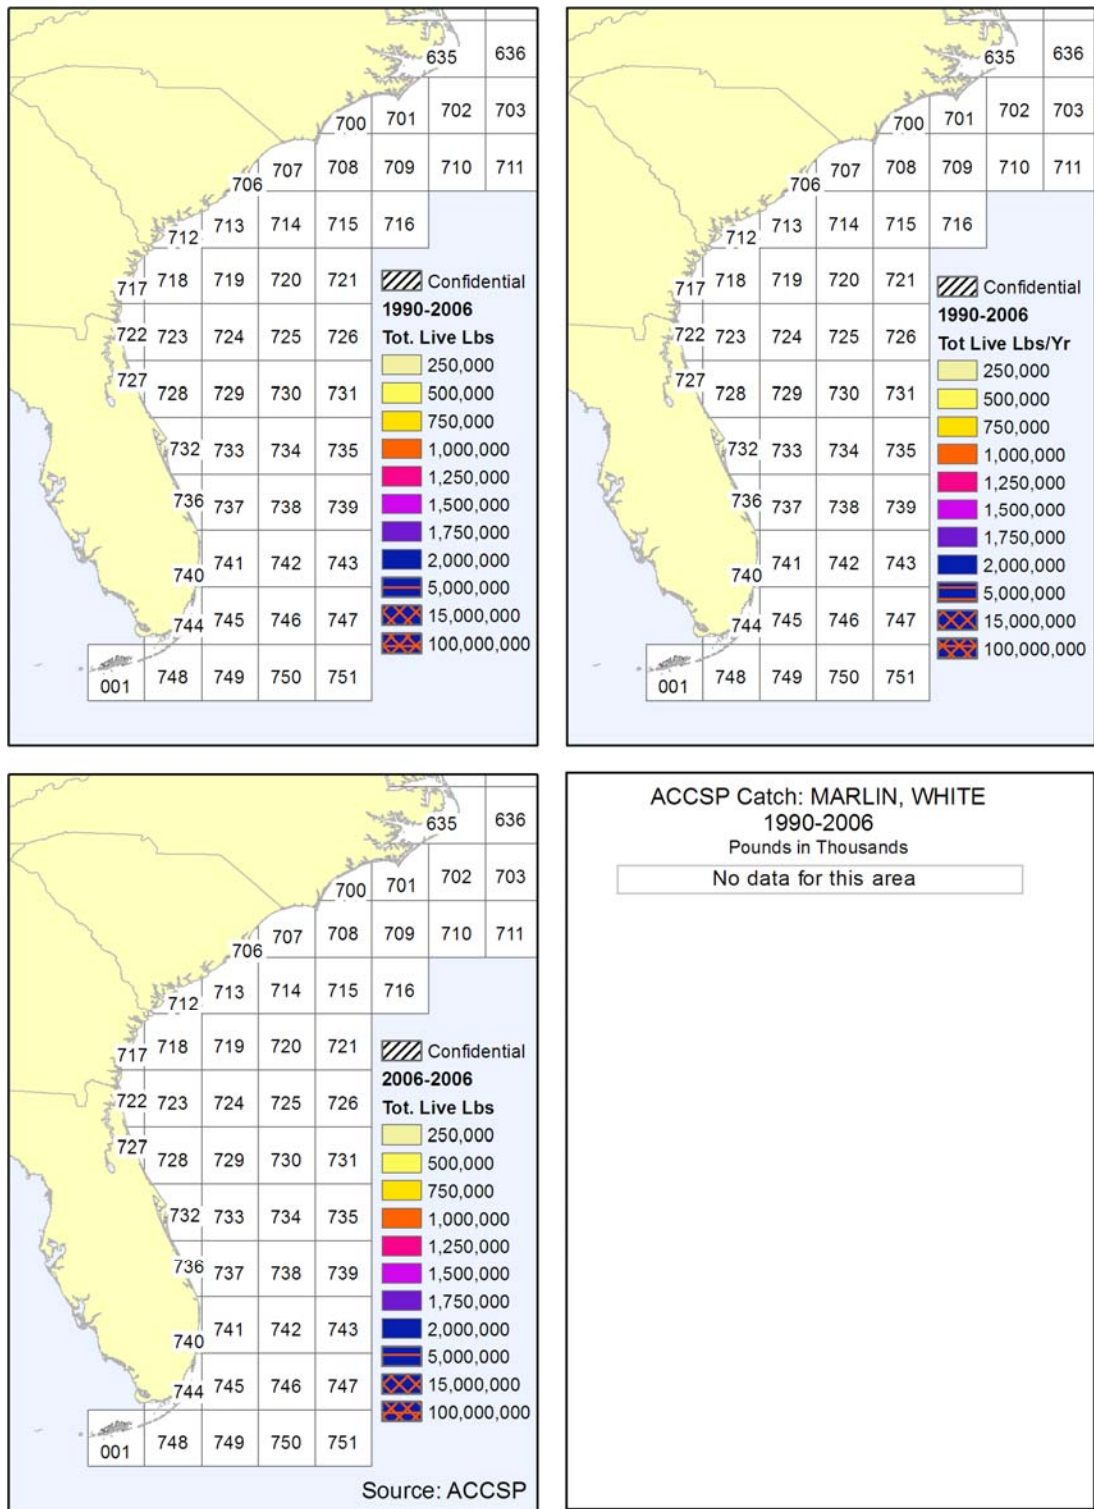 635 636
700 701 702 703
706 707 708 709 710 711
712 713 714 715 716
717 718 719 720 721
722 723 724 725 726
727 728 729 730 731
732 733 734 735
736 737 738 739
740 741 742 743
744 745 746 747
001 748 749 750 751
Confidential
1990-2006
Tot. Live Lbs
250,000
500,000
750,000
1,000,000
1,250,000
1,500,000
1,750,000
2,000,000
5,000,000
15,000,000
100,000,000
635 636
700 701 702 703
706 707 708 709 710 711
712 713 714 715 716
717 718 719 720 721
722 723 724 725 726
727 728 729 730 731
732 733 734 735
736 737 738 739
740 741 742 743
744 745 746 747
001 748 749 750 751
Confidential
1990-2006
Tot Live Lbs/Yr
250,000
500,000
750,000
1,000,000
1,250,000
1,500,000
1,750,000
2,000,000
5,000,000
15,000,000
100,000,000
635 636
700 701 702 703
706 707 708 709 710 711
712 713 714 715 716
717 718 719 720 721
722 723 724 725 726
727 728 729 730 731
732 733 734 735
736 737 738 739
740 741 742 743
744 745 746 747
001 748 749 750 751
Confidential
2006-2006
Tot. Live Lbs
250,000
500,000
750,000
1,000,000
1,250,000
1,500,000
1,750,000
2,000,000
5,000,000
15,000,000
100,000,000
Source: ACCSP
ACCSP Catch: MARLIN, WHITE
1990-2006
Pounds in Thousands
No data for this area